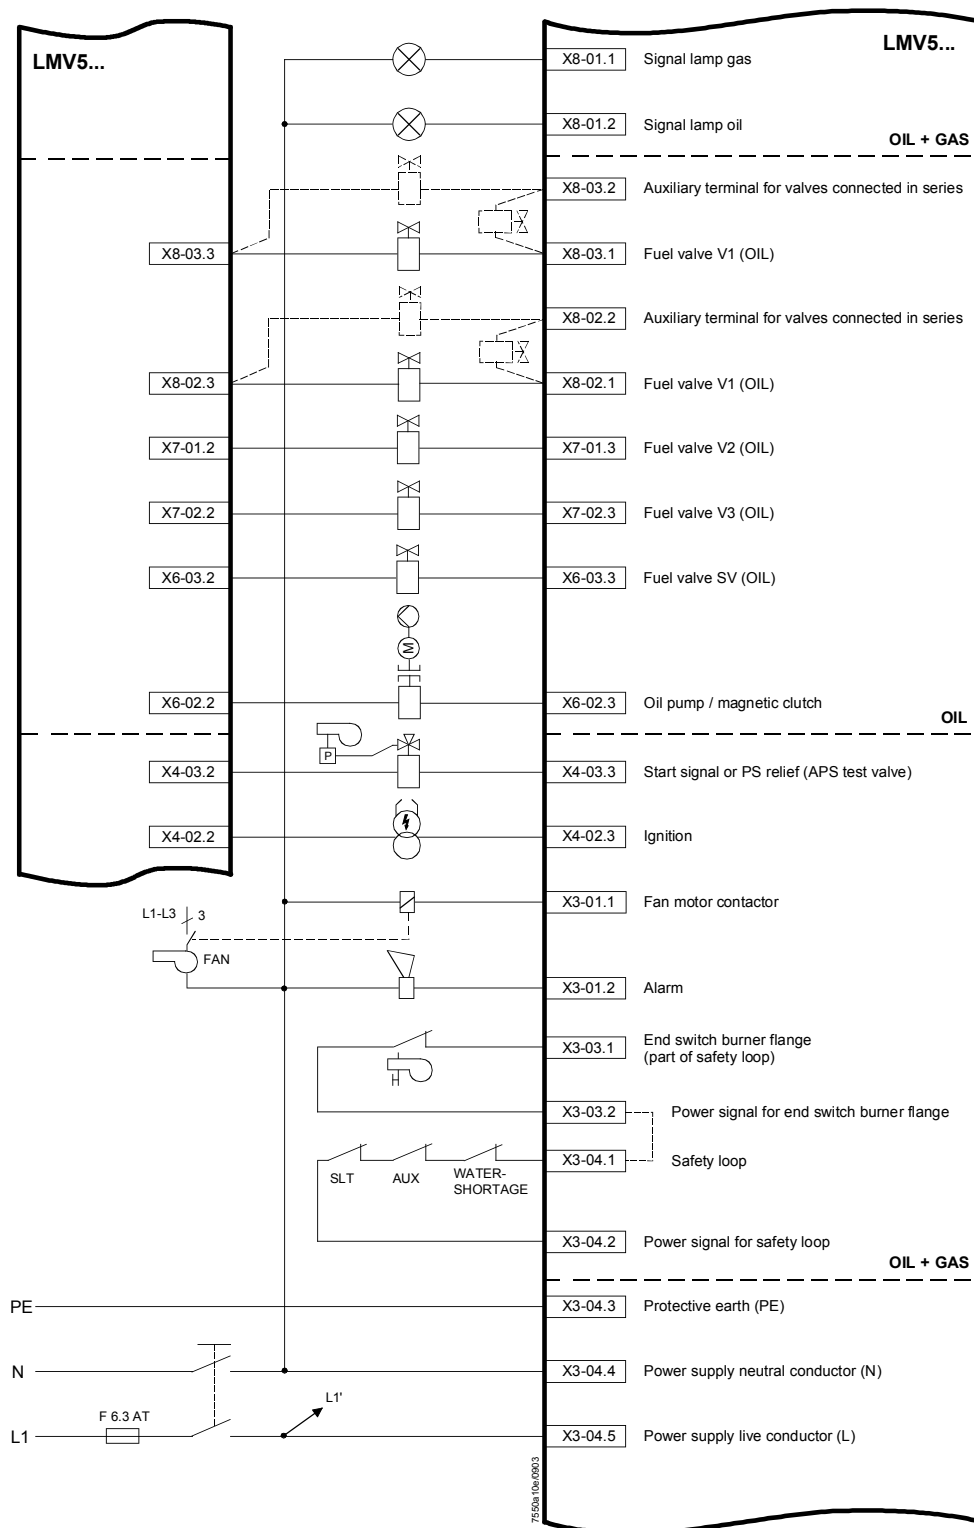 LMV5...
LMV5...
X8-01.1 Signal lamp gas
X8-01.2 Signal lamp oil
OIL + GAS
X8-03.2 Auxiliary terminal for valves connected in series
X8-03.3 X8-03.1 Fuel valve V1 (OIL)
X8-02.2 Auxiliary terminal for valves connected in series
X8-02.3 X8-02.1 Fuel valve V1 (OIL)
X7-01.2 X7-01.3 Fuel valve V2 (OIL)
X7-02.2 X7-02.3 Fuel valve V3 (OIL)
X6-03.2 X6-03.3 Fuel valve SV (OIL)
M
X6-02.2 X6-02.3 Oil pump / magnetic clutch
OIL
P
X4-03.2 X4-03.3 Start signal or PS relief (APS test valve)
X4-02.2 X4-02.3 Ignition
X3-01.1 Fan motor contactor
L1-L3 3
FAN
X3-01.2 Alarm
X3-03.1 End switch burner flange
(part of safety loop)
X3-03.2 Power signal for end switch burner flange
X3-04.1 Safety loop
SLT AUX WATER-
SHORTAGE
X3-04.2 Power signal for safety loop
OIL + GAS
PE X3-04.3 Protective earth (PE)
N X3-04.4 Power supply neutral conductor (N)
L1'
F 6.3 AT
L1 X3-04.5 Power supply live conductor (L)
7550a10e/0903